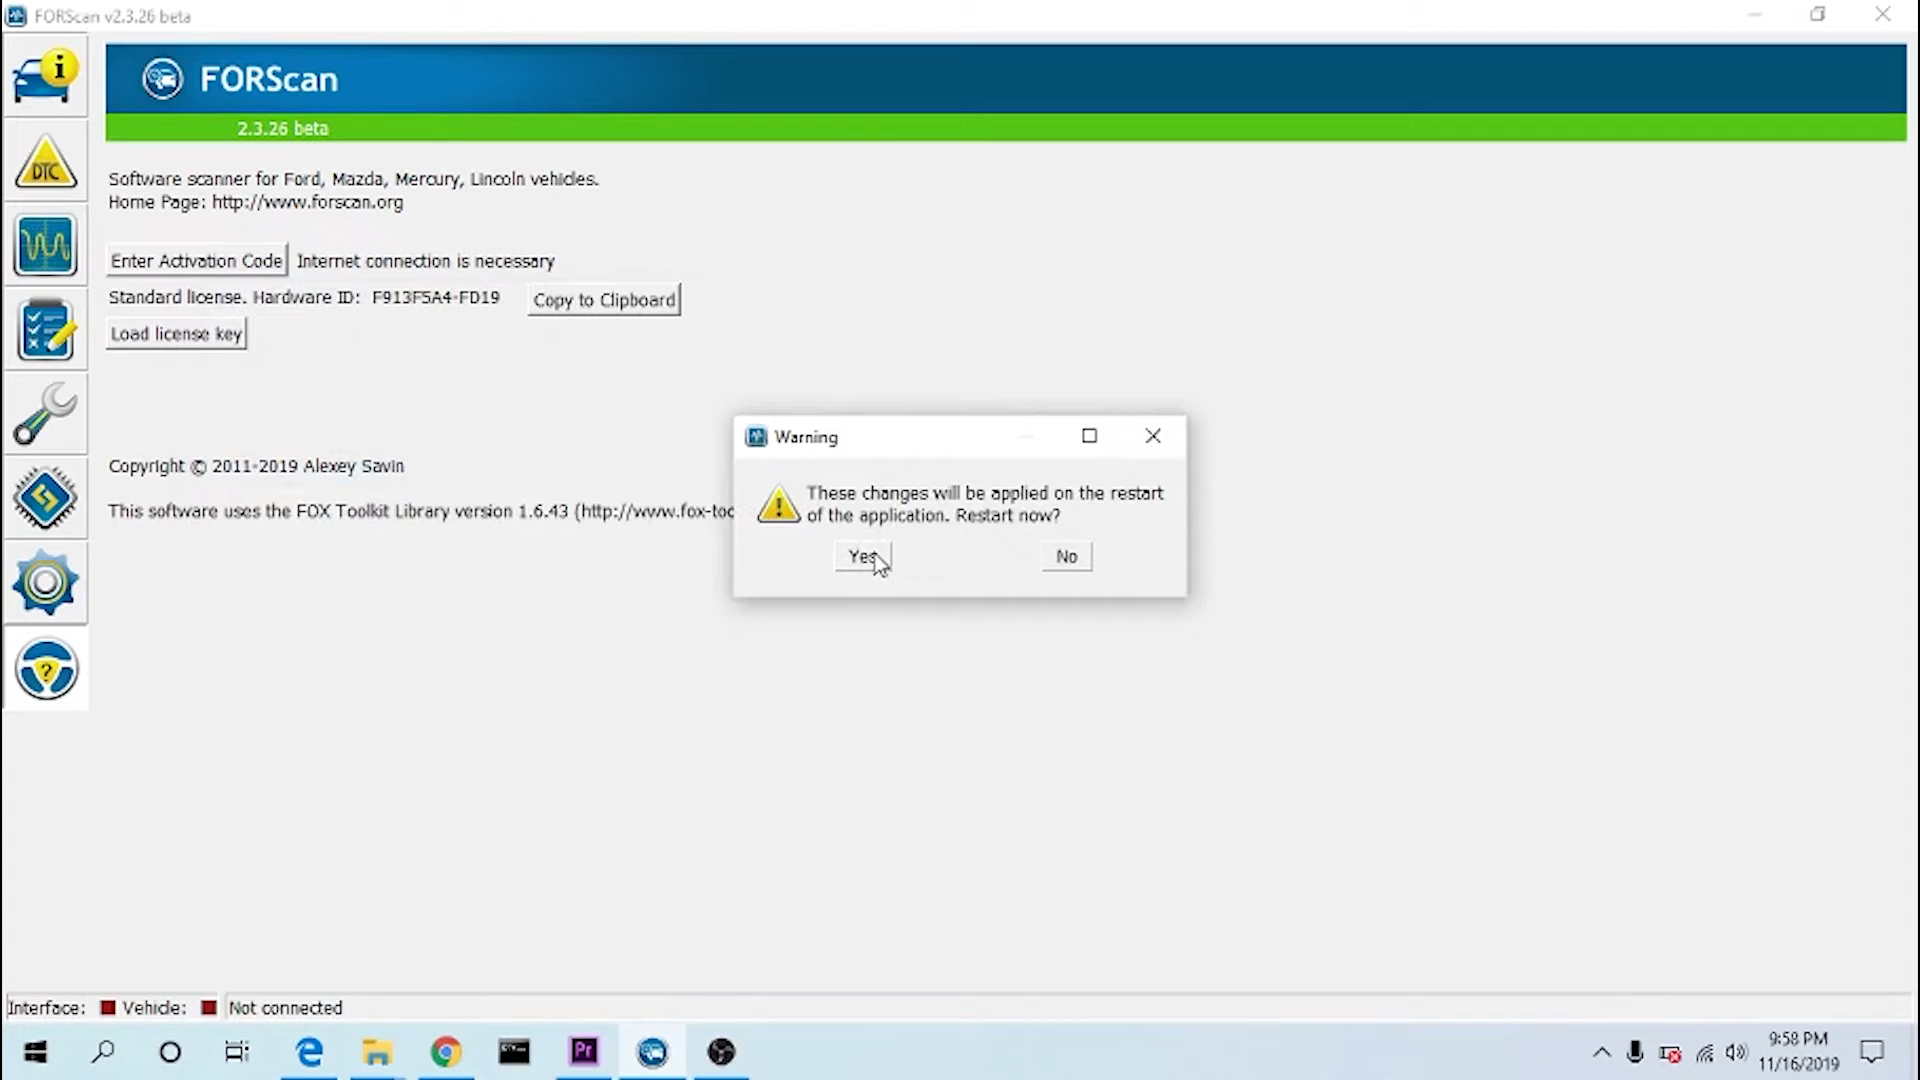 FORScan v2.3.26 beta
i
FORScan
2.3.26 beta
DTC
Software scanner for Ford, Mazda, Mercury, Lincoln vehicles.
Home Page: http://www.forscan.org
Enter Activation Code Internet connection is necessary
Standard license. Hardware ID: F913F5A4-FD19 Copy to Clipboard
Load license key
Warning
These changes will be applied on the restart
of the application. Restart now?
Yes No
Copyright © 2011-2019 Alexey Savin
This software uses the FOX Toolkit Library version 1.6.43 (http://www.fox-too
?
Interface: Vehicle: Not connected
Pr
9:58 PM
11/16/2019